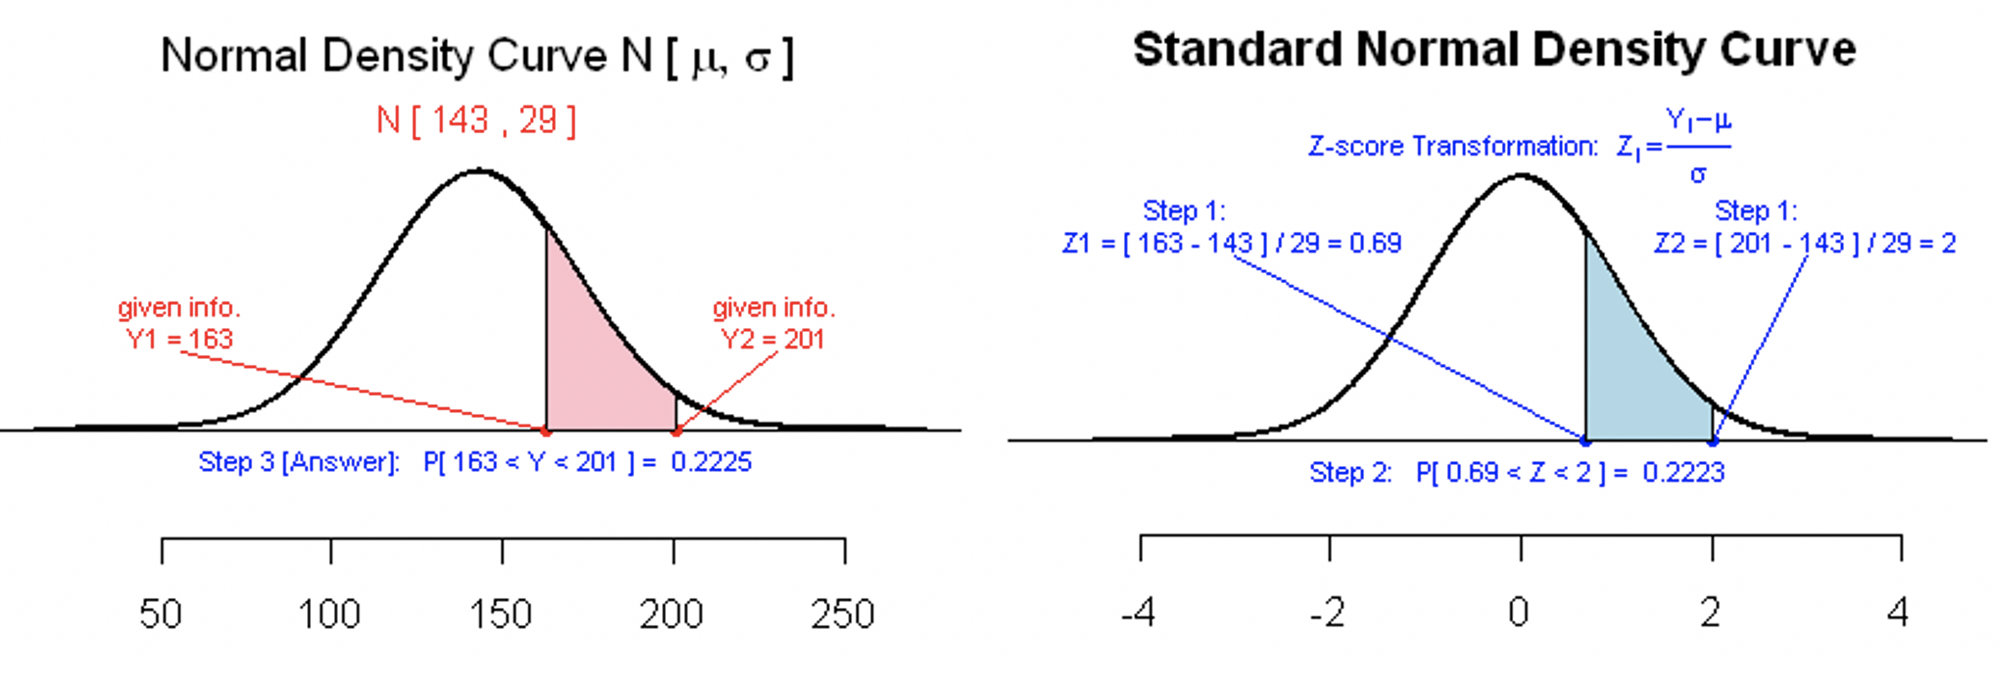 Normal Density Curve N [ μ, σ ]
N [ 143 , 29 ]
given info.
Y1 = 163
given info.
Y2 = 201
Step 3 [Answer]: P[ 163 < Y < 201 ] = 0.2225
50 100 150 200 250
Standard Normal Density Curve
Z-score Transformation: ZI = YI−μ
σ
Step 1:
Z1 = [ 163 - 143 ] / 29 = 0.69
Step 1:
Z2 = [ 201 - 143 ] / 29 = 2
Step 2: P[ 0.69 < Z < 2 ] = 0.2223
-4 -2 0 2 4